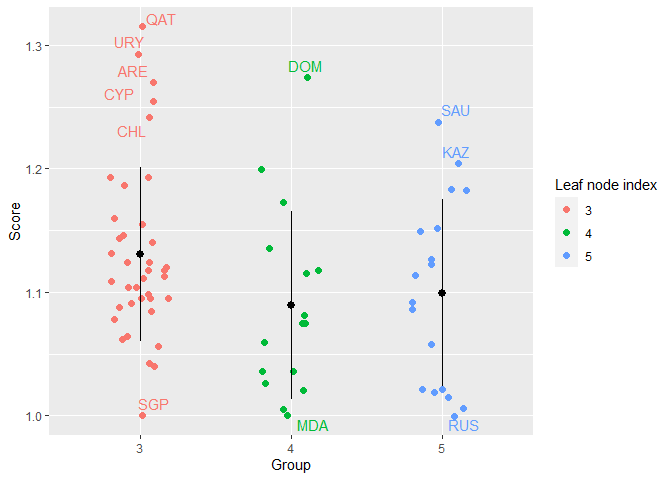 QAT
1.3
URY
ARE
DOM
CYP
SAU
CHL
KAZ
1.2
Leaf node index
3
4
5
Score
1.1
SGP
1.0
MDA
RUS
3 4 5
Group